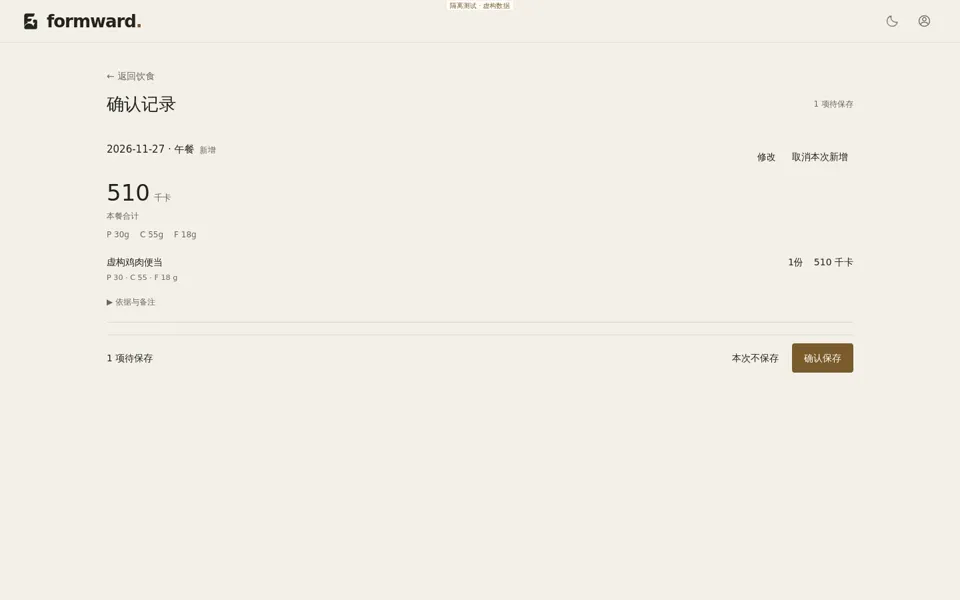 隔离测试 · 虚构数据
formward.
← 返回饮食
确认记录
1 项待保存
2026-11-27 · 午餐 新增
修改 取消本次新增
510 千卡
本餐合计
P 30g C 55g F 18g
虚构鸡肉便当
1份 510 千卡
P 30 · C 55 · F 18 g
▶ 依据与备注
1 项待保存
本次不保存 确认保存